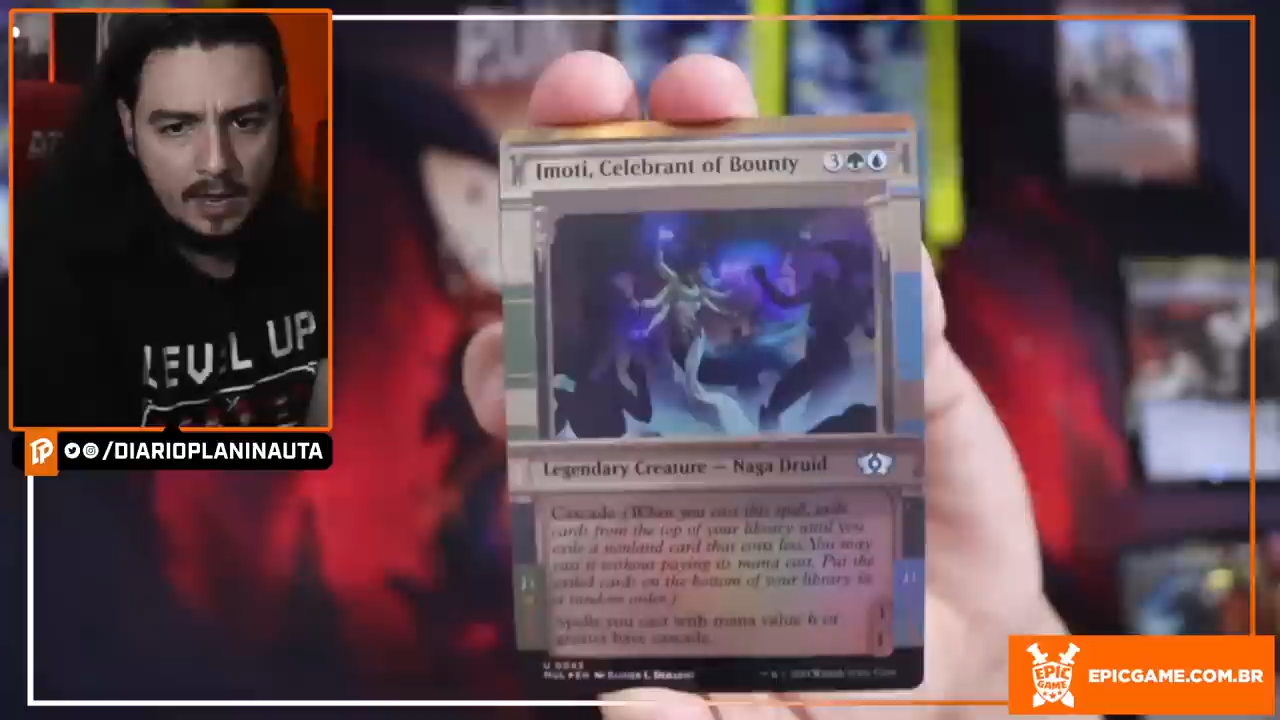 Imoti, Celebrant of Bounty 3
LEVEL UP
/DIARIOPLANINAUTA
Legendary Creature — Naga Druid
Cascade (When you cast this spell, exile
cards from the top of your library until you
exile a nonland card that costs less. You may
cast it without paying its mana cost. Put the
exiled cards on the bottom of your library in
a random order.)
Spells you cast with mana value 6 or
greater have cascade.
EPIC
GAME
EPICGAME.COM.BR